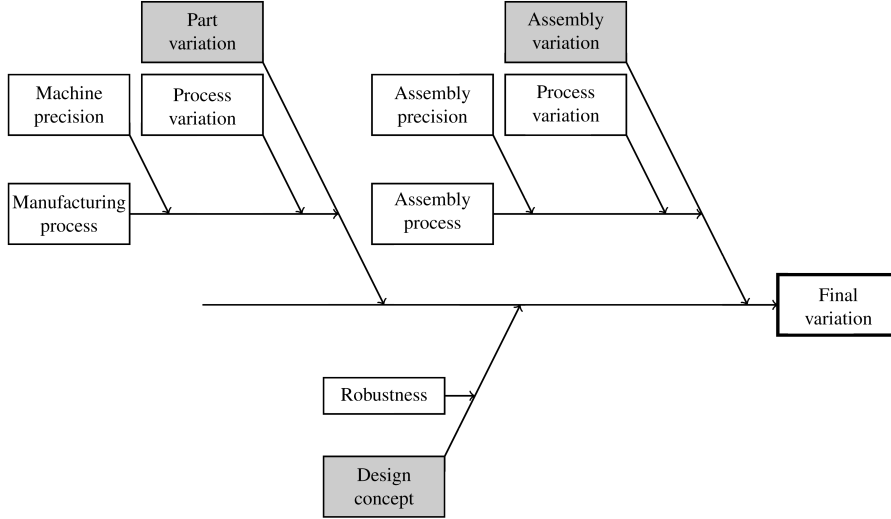 Part
variation
Assembly
variation
Machine
precision
Process
variation
Assembly
precision
Process
variation
Manufacturing
process
Assembly
process
Final
variation
Robustness
Design
concept